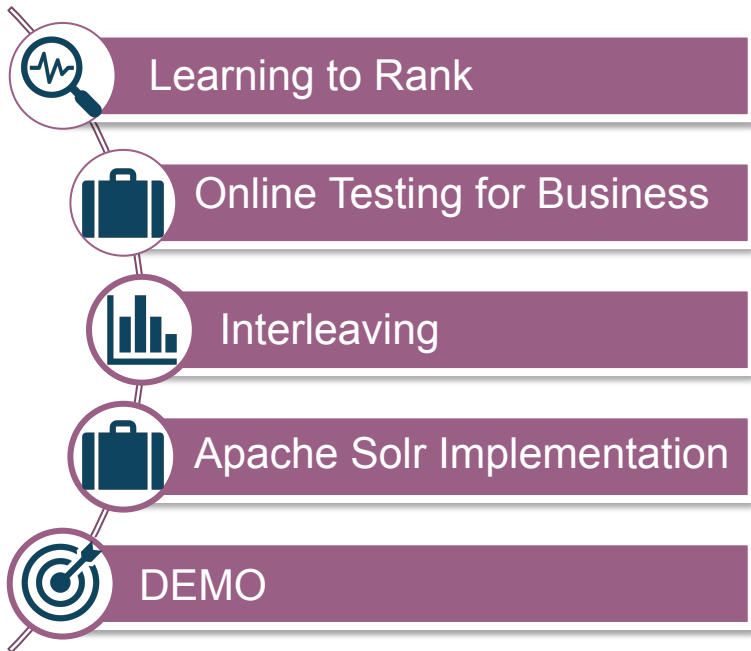 Learning to Rank
Online Testing for Business
Interleaving
Apache Solr Implementation
DEMO